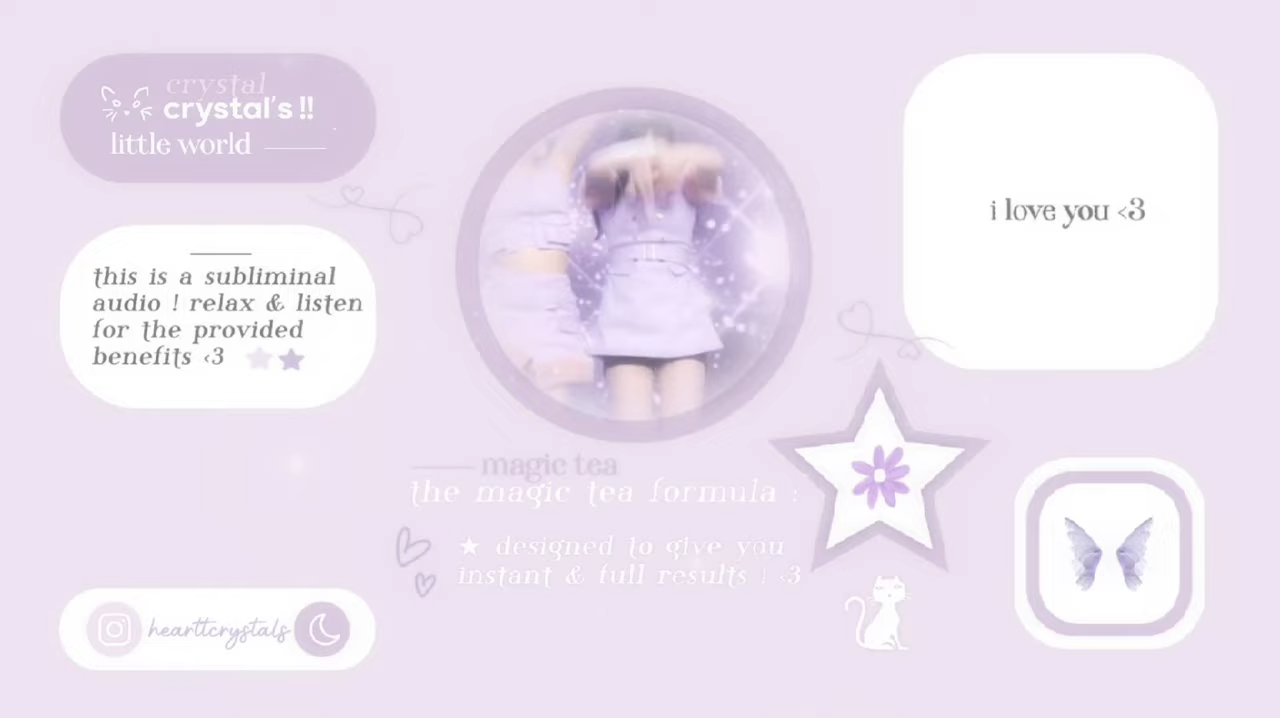 crystal
crystal's !!
little world
this is a subliminal
audio ! relax & listen
for the provided
benefits <3
i love you <3
magic tea
the magic tea formula :
★ designed to give you
instant & full results ! <3
hearttcrystals